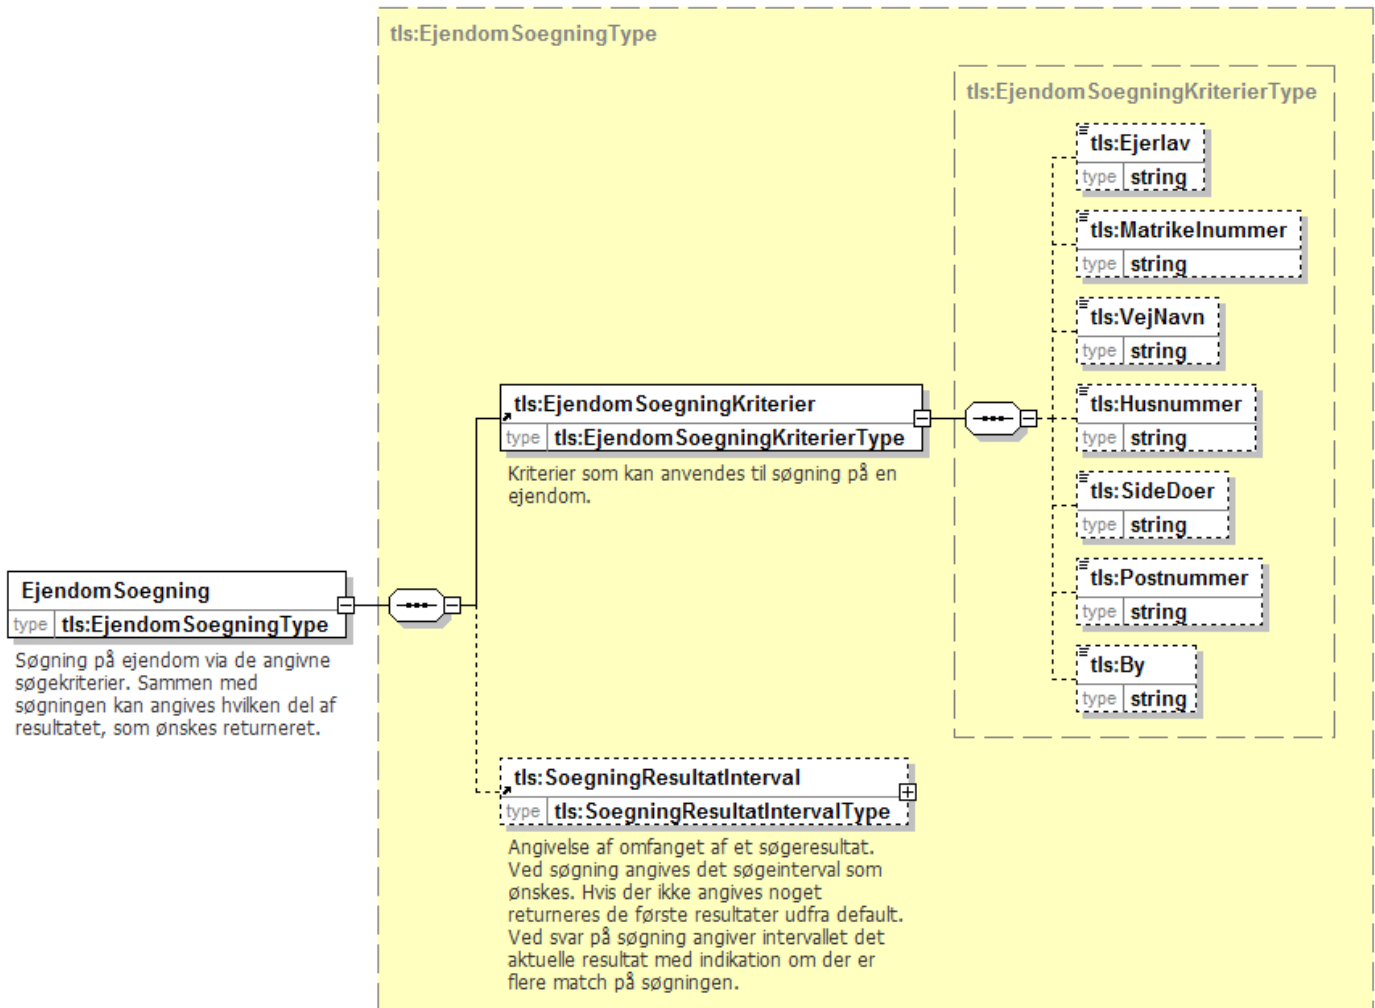 tls:EjendomSoegningType
tls:EjendomSoegningKriterierType
tls:Ejerlav
type string
tls:Matrikelnummer
type string
tls:VejNavn
type string
tls:EjendomSoegningKriterier
type tls:EjendomSoegningKriterierType
Kriterier som kan anvendes til søgning på en
ejendom.
tls:Husnummer
type string
tls:SideDoer
type string
tls:Postnummer
type string
tls:By
type string
EjendomSoegning
type tls:EjendomSoegningType
Søgning på ejendom via de angivne
søgekriterier. Sammen med
søgningen kan angives hvilken del af
resultatet, som ønskes returneret.
tls:SoegningResultatInterval
type tls:SoegningResultatIntervalType
Angivelse af omfanget af et søgeresultat.
Ved søgning angives det søgeinterval som
ønskes. Hvis der ikke angives noget
returneres de første resultater udfra default.
Ved svar på søgning angiver intervallet det
aktuelle resultat med indikation om der er
flere match på søgningen.